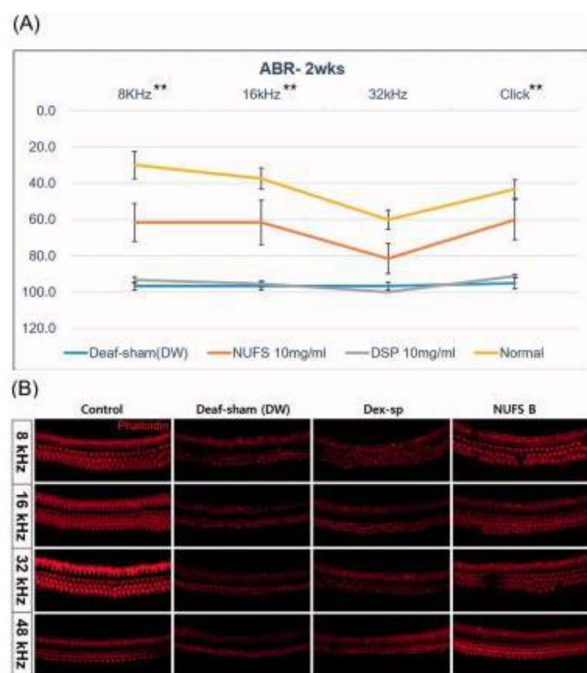 (A)
ABR- 2wks
8KHz** 16kHz** 32kHz Click**
0.0
20.0
40.0
60.0
80.0
100.0
120.0
Deaf-sham(DW) NUFS 10mg/ml DSP 10mg/ml Normal
(B)
Control Deaf-sham (DW) Dex-sp NUFS B
Phalloidin
8 kHz
16 kHz
32 kHz
48 kHz